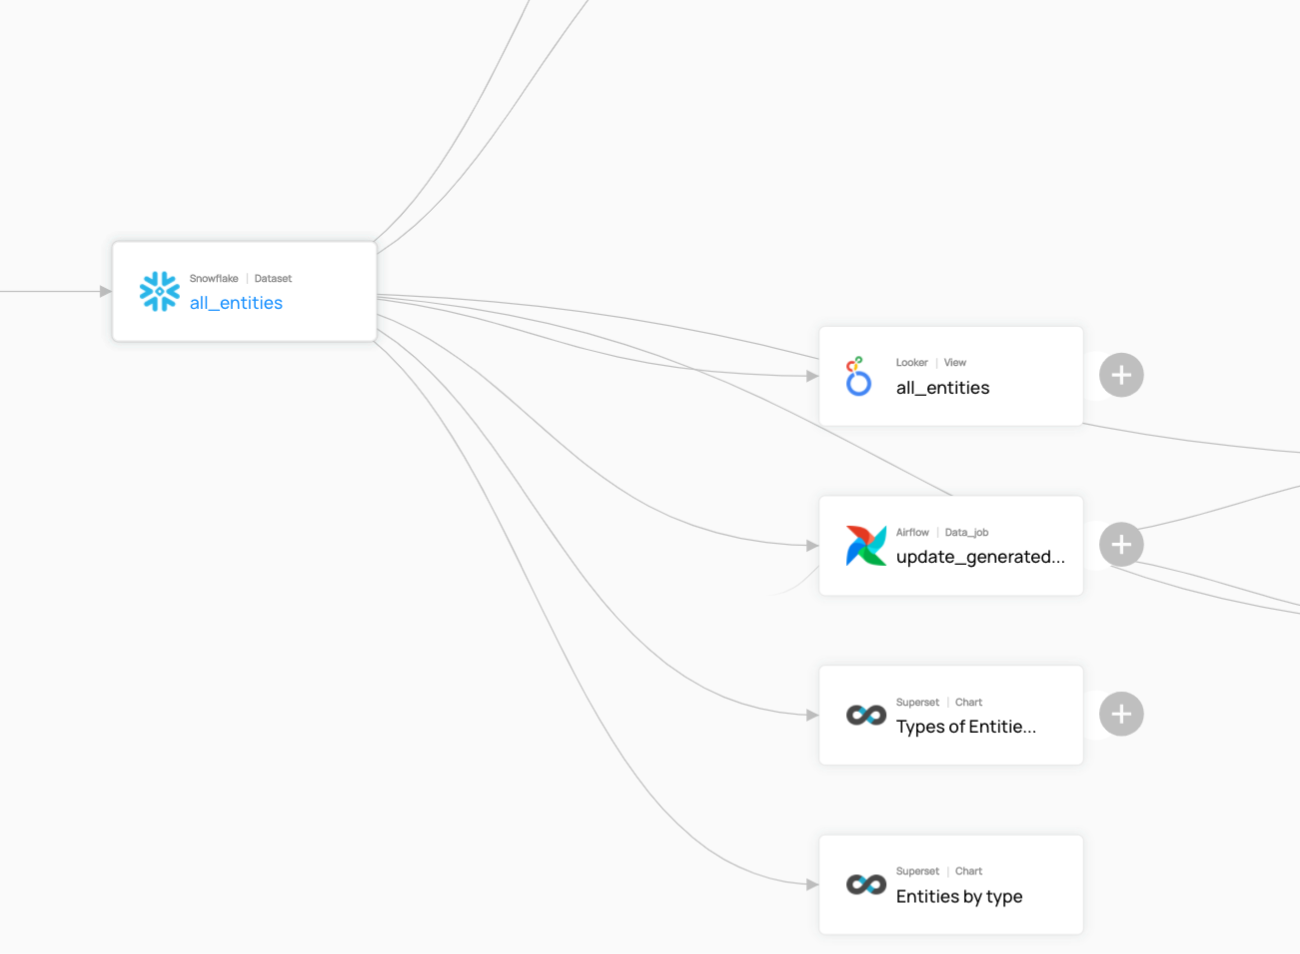 Snowflake | Dataset
all_entities
Looker | View
all_entities
Airflow | Data_job
update_generated...
Superset | Chart
Types of Entitie...
Superset | Chart
Entities by type